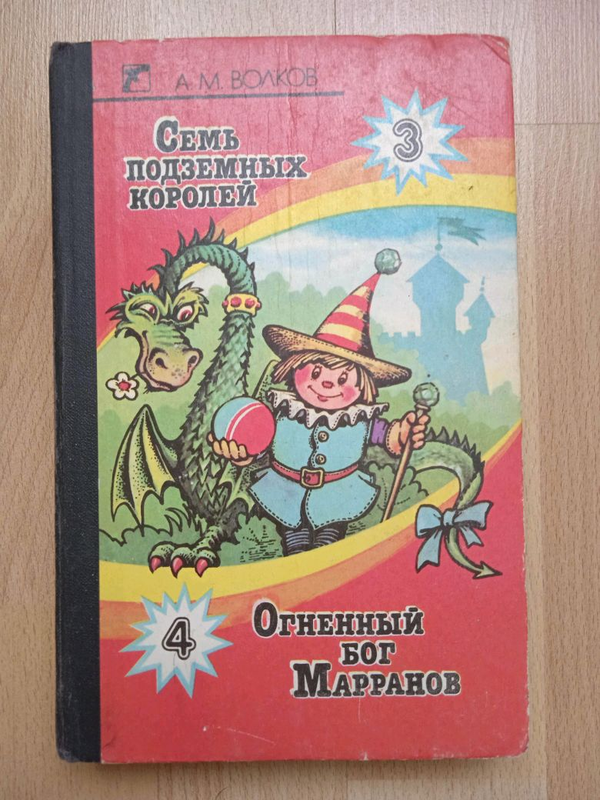 А. М. ВОЛКОВ
СЕМЬ
ПОДЗЕМНЫХ
КОРОЛЕЙ
3
4
ОГНЕННЫЙ
БОГ
МАРРАНОВ